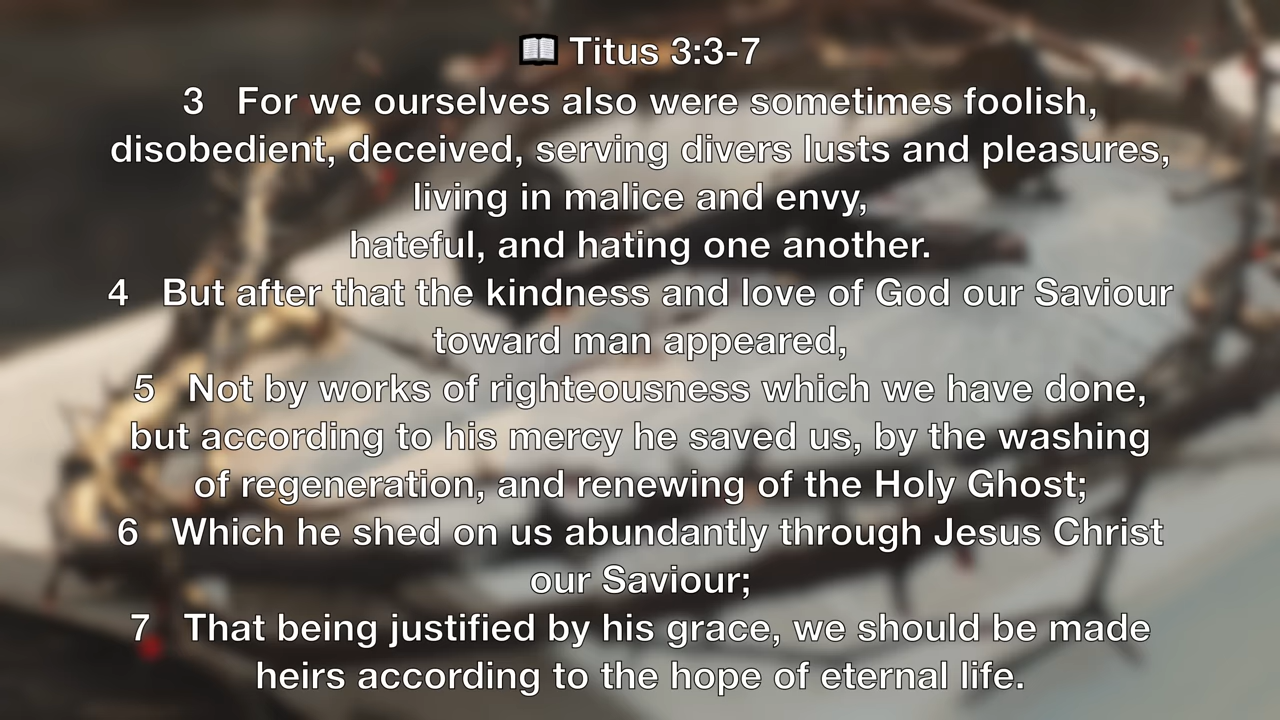 📖 Titus 3:3-7
3 For we ourselves also were sometimes foolish,
disobedient, deceived, serving divers lusts and pleasures,
living in malice and envy,
hateful, and hating one another.
4 But after that the kindness and love of God our Saviour
toward man appeared,
5 Not by works of righteousness which we have done,
but according to his mercy he saved us, by the washing
of regeneration, and renewing of the Holy Ghost;
6 Which he shed on us abundantly through Jesus Christ
our Saviour;
7 That being justified by his grace, we should be made
heirs according to the hope of eternal life.